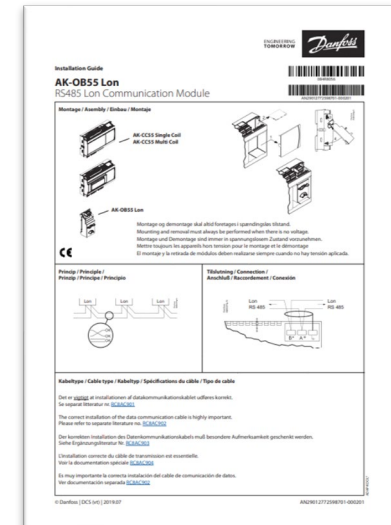 ENGINEERING
TOMORROW
Danfoss
Installation Guide
AK-OB55 Lon
RS485 Lon Communication Module
Montage / Asembly / Einbau / Montaje
AK-CC55 Single Coil
AK-CC55 Multi Coil
AK-OB55 Lon
Montage og demontage skal altid foretages i spændingsløs tilstand.
Mounting and removal must always be performed when there is no voltage.
Montage und Demontage sind immer in spannungslosem Zustand vorzunehmen.
Mettre toujours les appareils hors tension pour le montage et le démontage
El montaje y la retirada de módulos deben realizarse siempre cuando no hay tensión aplicada.
CE
Princip / Principle /
Prinzip / Principe / Principio
Lon
Lon
Lon
Tilslutning / Connection /
Anschluß / Raccordement / Conexión
Lon
RS-485
Lon
RS 485
B* A*
Kabeltype / Cable type / Kabeltyp / Spécifications du câble / Tipo de cable
Det er vigtigt at installationen af datakommunikationskablet udføres korrekt.
Se separat litteratur nr. RC8AC901
The correct installation of the data communication cable is highly important.
Please refer to separate literature no. RC8AC902
Der korrekten Installation des Datenkommunikationskabels muß besondere Aufmerksamkeit geschenkt werden.
Siehe Ergänzungsliteratur Nr. RC8AC903
L'installation correcte du câble de transmission est essentielle.
Voir la documentation spéciale RC8AC904
Es muy importante la correcta instalación del cable de comunicación de datos.
Ver documentación separada RC8AC902
© Danfoss | DCS (vt) | 2019.07
AN29012772598701-000201